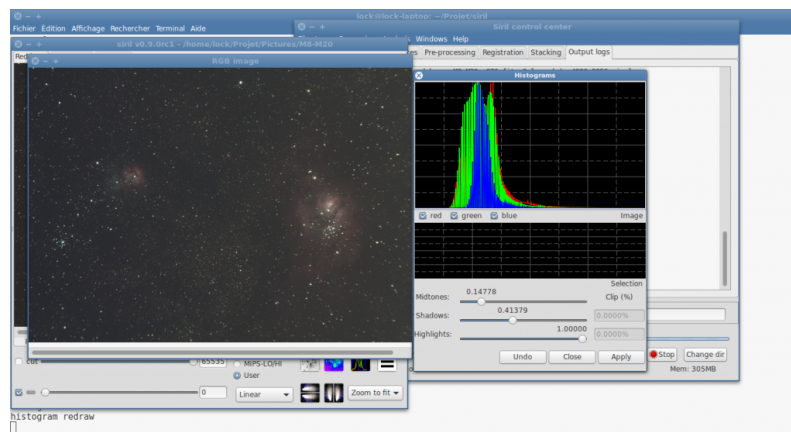 lock@lock-laptop: ~/Projet/siril
Fichier Édition Affichage Rechercher Terminal Aide
Siril control center
Windows Help
siril v0.9.0rc1 - /home/lock/Projet/Pictures/M8-M20
Pre-processing Registration Stacking Output logs
RGB image
Histograms
red green blue Image
Selection
Midtones: 0.14778 Clip (%)
Shadows: 0.41379 0.0000%
Highlights: 1.00000 0.0000%
Undo Close Apply
Stop Change dir
Mem: 305MB
cut 65535 MIPS-LO/HI
User
0 Linear Zoom to fit
histogram redraw